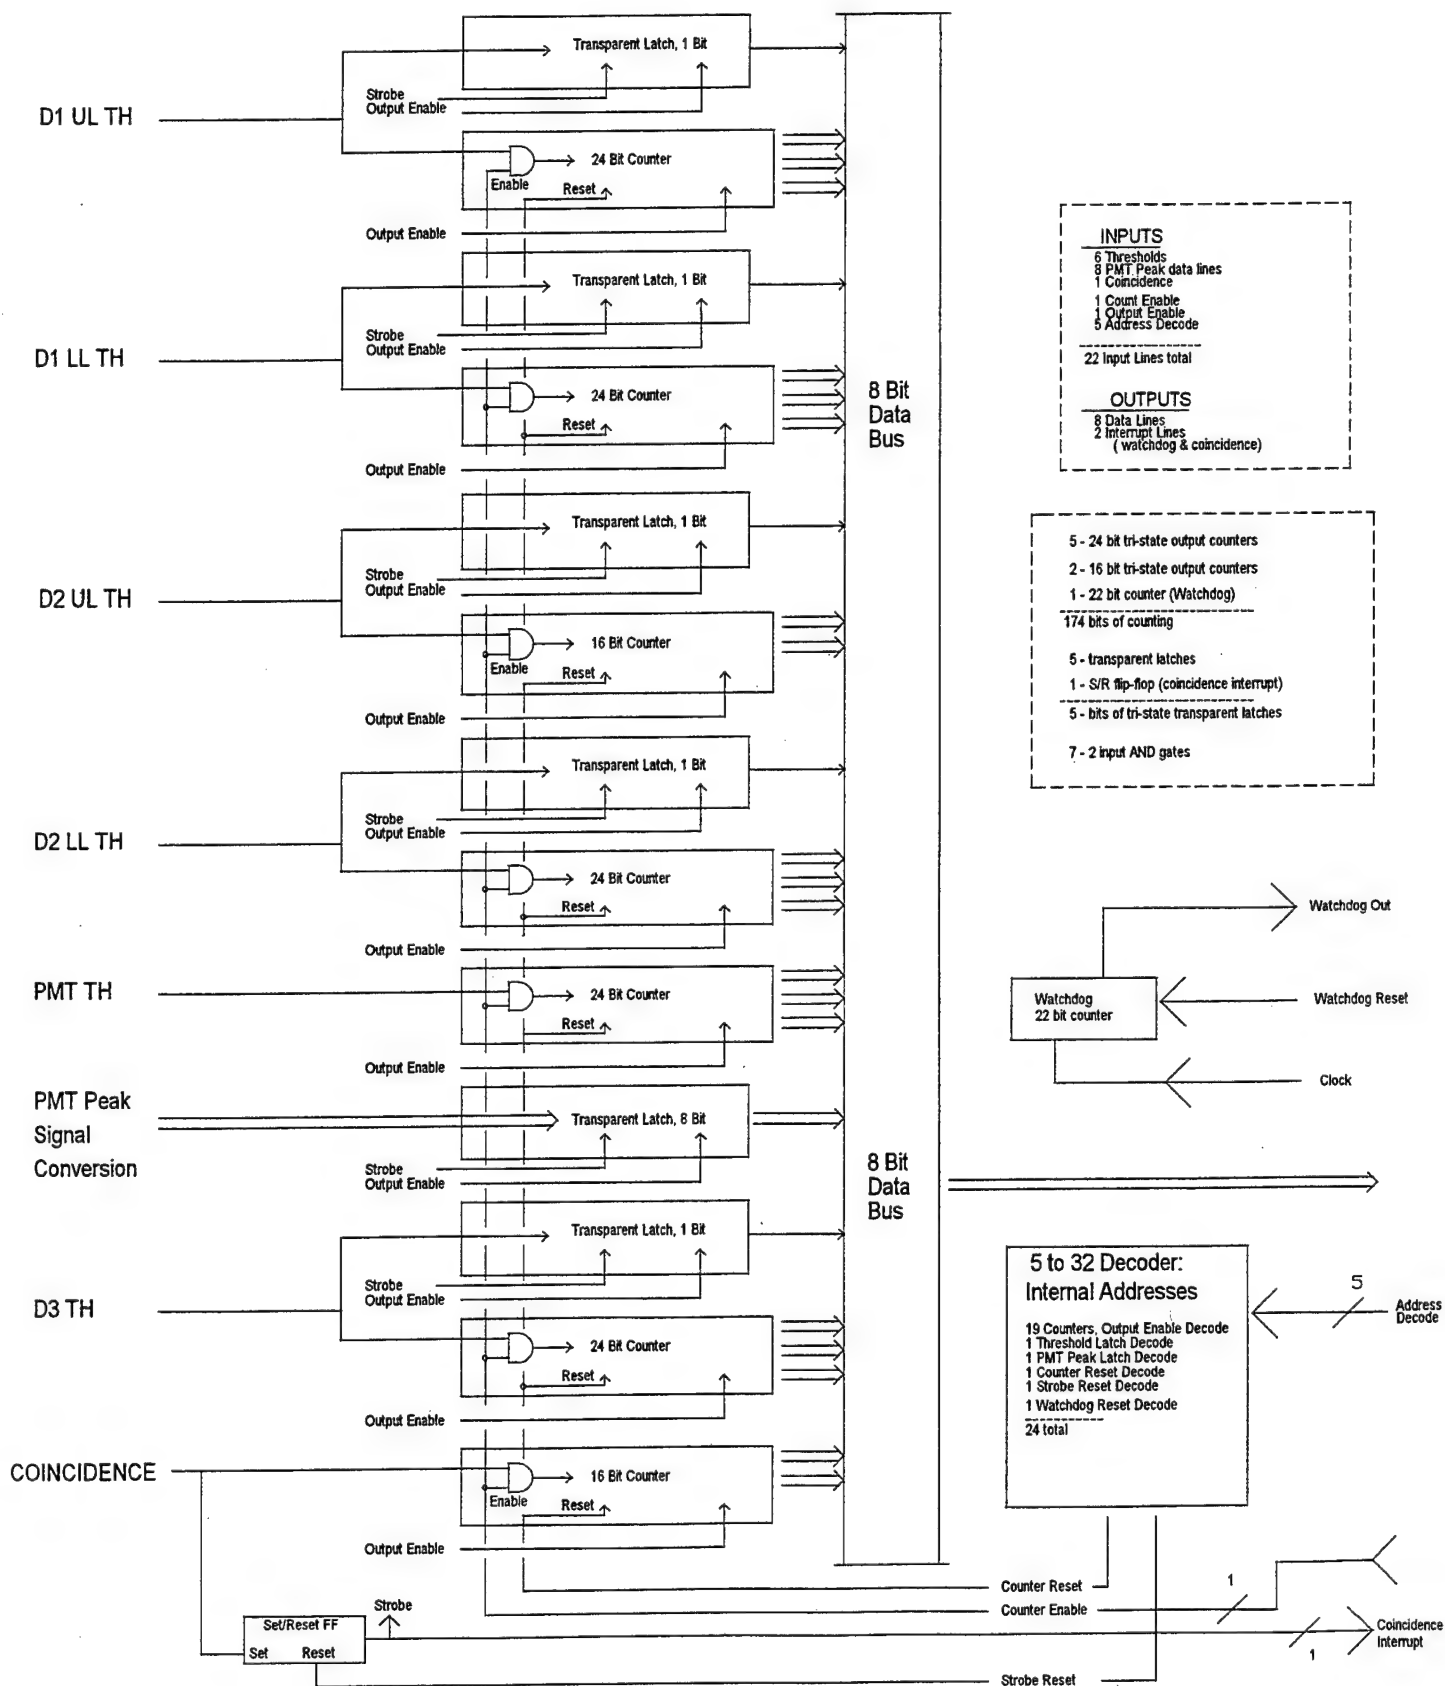 Transparent Latch, 1 Bit
Strobe
Output Enable
D1 UL TH
24 Bit Counter
Enable
Reset
Output Enable
Transparent Latch, 1 Bit
Strobe
Output Enable
D1 LL TH
24 Bit Counter
Reset
Output Enable
Transparent Latch, 1 Bit
Strobe
Output Enable
D2 UL TH
16 Bit Counter
Enable
Reset
Output Enable
Transparent Latch, 1 Bit
Strobe
Output Enable
D2 LL TH
24 Bit Counter
Reset
Output Enable
PMT TH
24 Bit Counter
Reset
Output Enable
PMT Peak
Signal
Conversion
Transparent Latch, 8 Bit
Strobe
Output Enable
Transparent Latch, 1 Bit
Strobe
Output Enable
D3 TH
24 Bit Counter
Reset
Output Enable
COINCIDENCE
16 Bit Counter
Enable
Reset
Output Enable
Strobe
Set/Reset FF
Set Reset
8 Bit
Data
Bus
8 Bit
Data
Bus
INPUTS
6 Thresholds
8 PMT Peak data lines
1 Coincidence
1 Count Enable
1 Output Enable
5 Address Decode
22 Input Lines total
OUTPUTS
8 Data Lines
2 Interrupt Lines
( watchdog & coincidence)
5 - 24 bit tri-state output counters
2 - 16 bit tri-state output counters
1 - 22 bit counter (Watchdog)
174 bits of counting
5 - transparent latches
1 - S/R flip-flop (coincidence interrupt)
5 - bits of tri-state transparent latches
7 - 2 input AND gates
Watchdog Out
Watchdog
22 bit counter
Watchdog Reset
Clock
5 to 32 Decoder:
Internal Addresses
19 Counters, Output Enable Decode
1 Threshold Latch Decode
1 PMT Peak Latch Decode
1 Counter Reset Decode
1 Strobe Reset Decode
1 Watchdog Reset Decode
24 total
5
Address
Decode
Counter Reset
Counter Enable
1
Coincidence
Interrupt
1
Strobe Reset